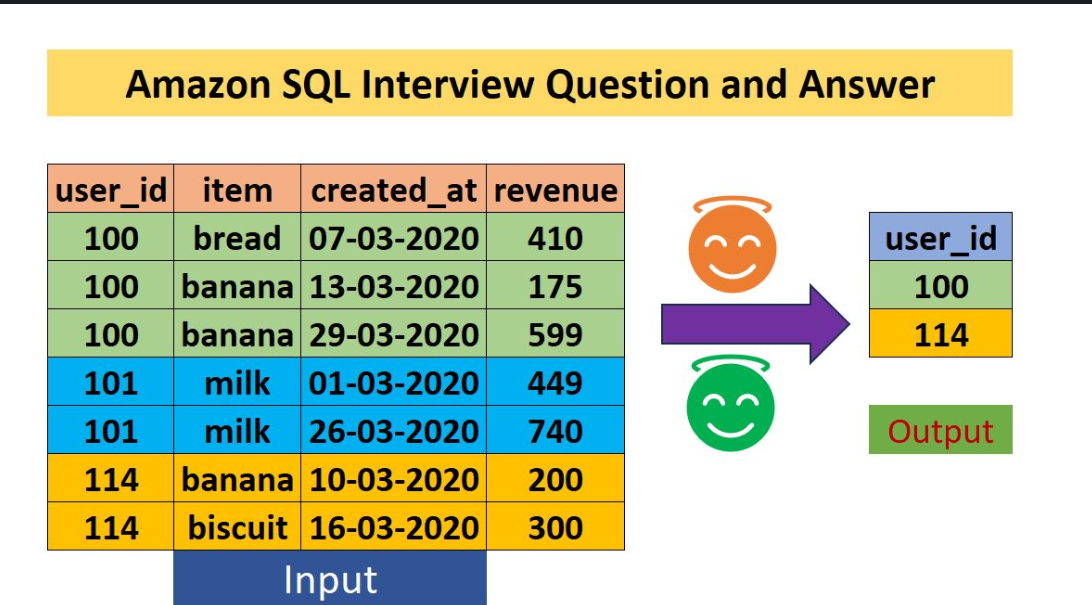 Amazon SQL Interview Question and Answer
user_id item created_at revenue
100 bread 07-03-2020 410
100 banana 13-03-2020 175
100 banana 29-03-2020 599
101 milk 01-03-2020 449
101 milk 26-03-2020 740
114 banana 10-03-2020 200
114 biscuit 16-03-2020 300
Input
user_id
100
114
Output